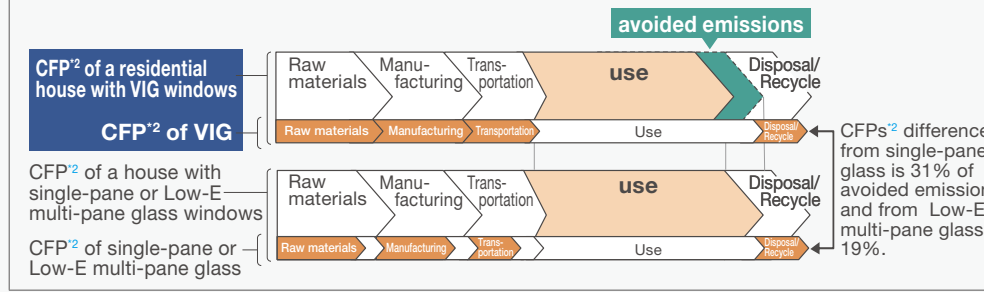 avoided emissions
CFP*2 of a residential
house with VIG windows
Raw
materials
Manu-
facturing
Trans-
portation
use
Disposal/
Recycle
CFP*2 of VIG
Raw materials
Manufacturing
Transportation
Use
Disposal/
Recycle
CFP*2 of a house with
single-pane or Low-E
multi-pane glass windows
Raw
materials
Manu-
facturing
Trans-
portation
use
Disposal/
Recycle
CFP*2 of single-pane or
Low-E multi-pane glass
Raw materials
Manufacturing
Trans-
portation
Use
Disposal/
Recycle
CFPs*2 difference
from single-pane
glass is 31% of
avoided emission
and from Low-E
multi-pane glass
19%.